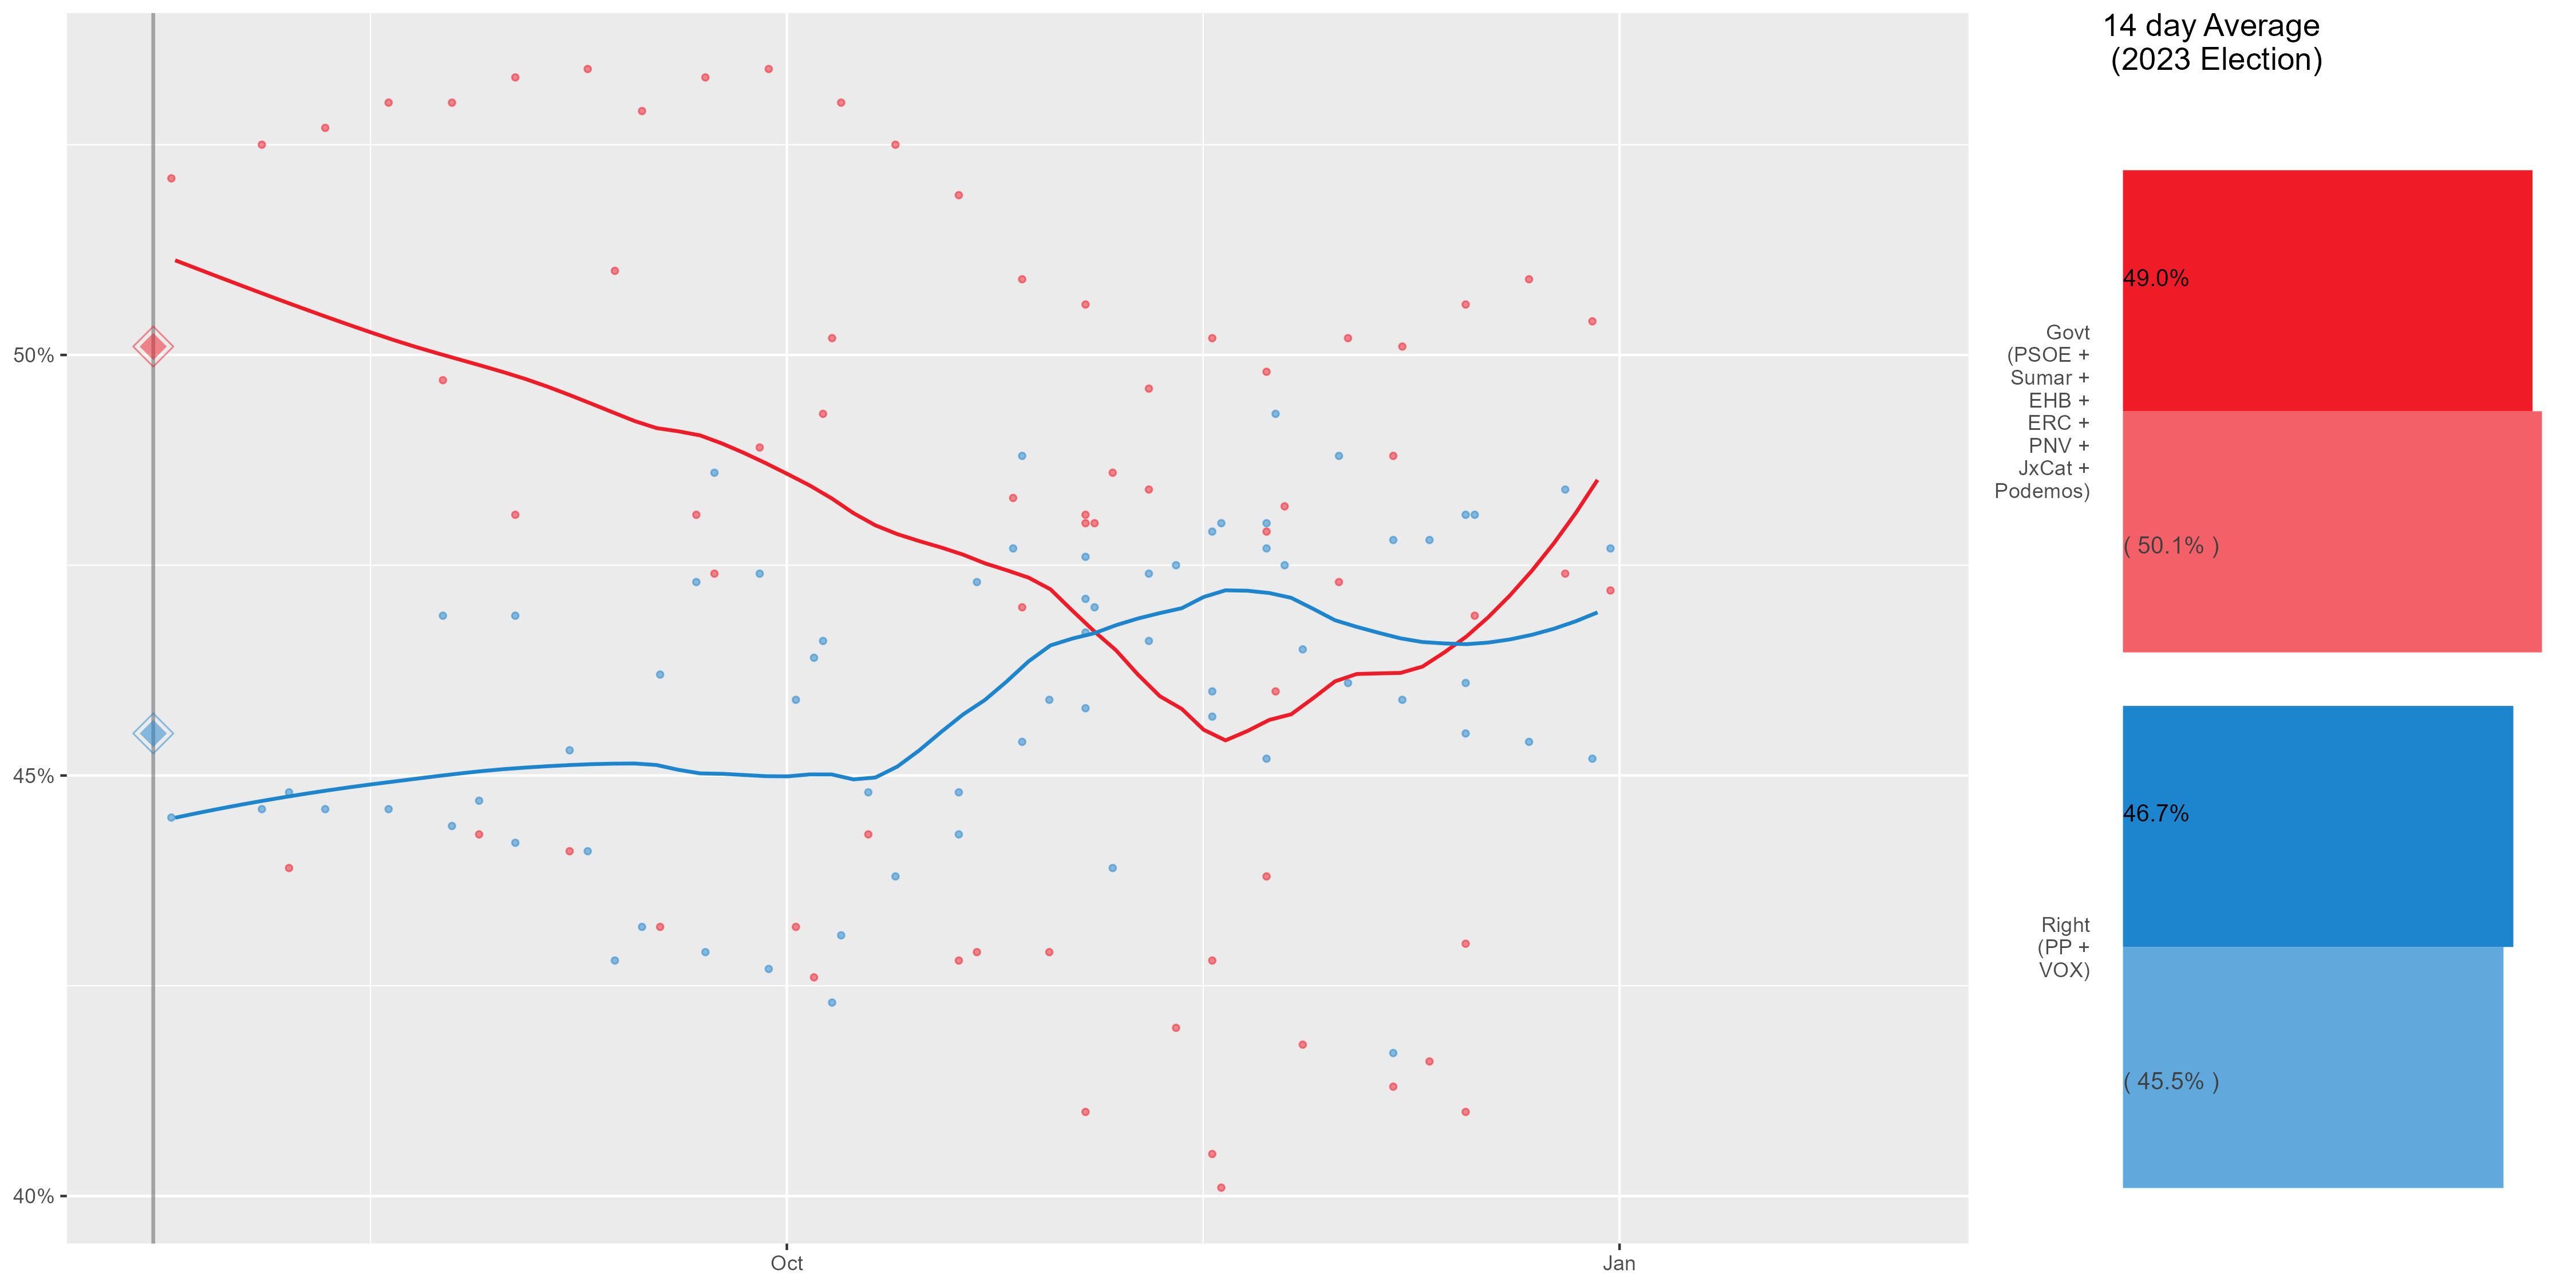 14 day Average
(2023 Election)
50%
45%
40%
Oct
Jan
Govt
(PSOE +
Sumar +
EHB +
ERC +
PNV +
JxCat +
Podemos)
49.0%
( 50.1% )
Right
(PP +
VOX)
46.7%
( 45.5% )